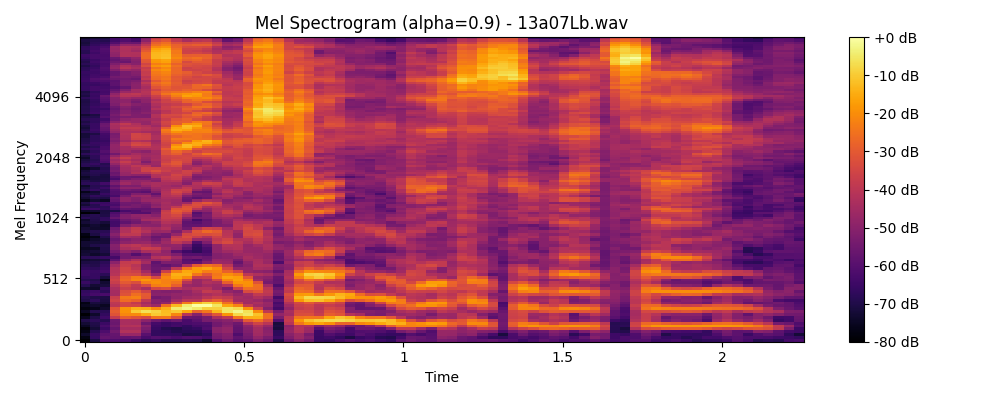 Mel Spectrogram (alpha=0.9) - 13a07Lb.wav
Mel Frequency
4096
2048
1024
512
0
0
0.5
1
1.5
2
Time
+0 dB
-10 dB
-20 dB
-30 dB
-40 dB
-50 dB
-60 dB
-70 dB
-80 dB